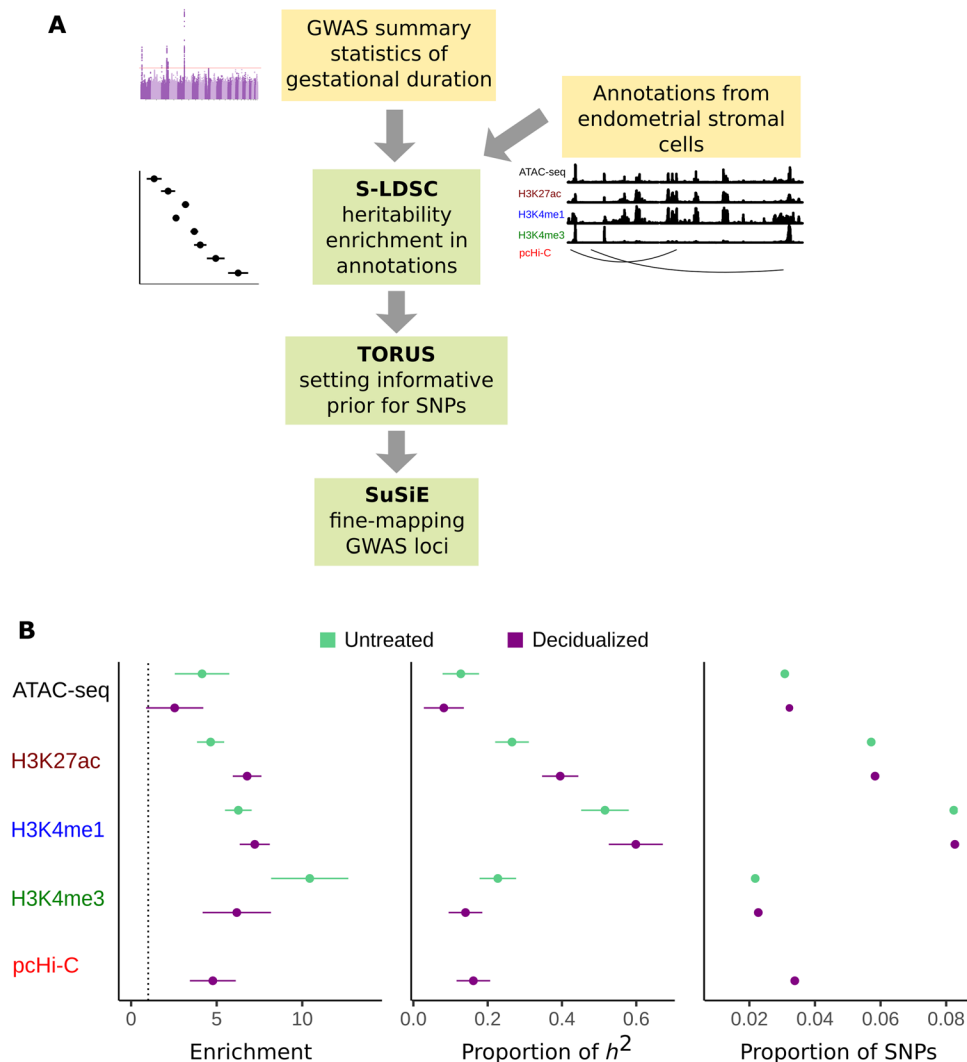 A
GWAS summary
statistics of
gestational duration
Annotations from
endometrial stromal
cells
S-LDSC
heritability
enrichment in
annotations
ATAC-seq
H3K27ac
H3K4me1
H3K4me3
pcHi-C
TORUS
setting informative
prior for SNPs
SuSiE
fine-mapping
GWAS loci
B
Untreated
Decidualized
ATAC-seq
H3K27ac
H3K4me1
H3K4me3
pcHi-C
0 5 10
Enrichment
0.0 0.2 0.4 0.6
Proportion of h²
0.02 0.04 0.06 0.08
Proportion of SNPs